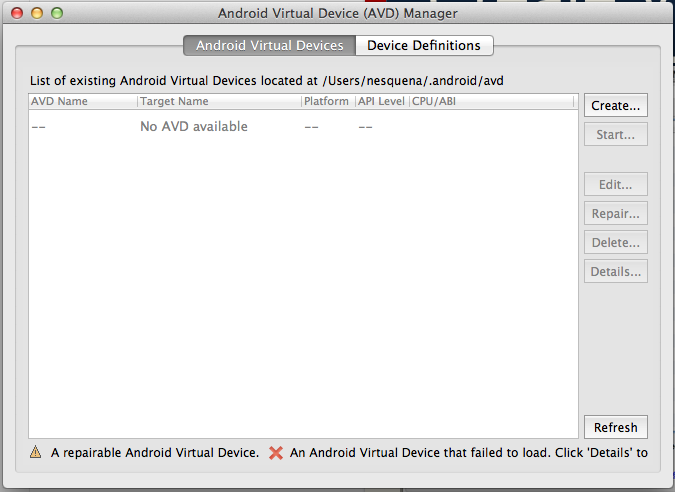 Android Virtual Device (AVD) Manager
Android Virtual Devices Device Definitions
List of existing Android Virtual Devices located at /Users/nesquena/.android/avd
AVD Name Target Name Platform API Level CPU/ABI
-- No AVD available -- --
Create...
Start...
Edit...
Repair...
Delete...
Details...
Refresh
A repairable Android Virtual Device. An Android Virtual Device that failed to load. Click 'Details' to